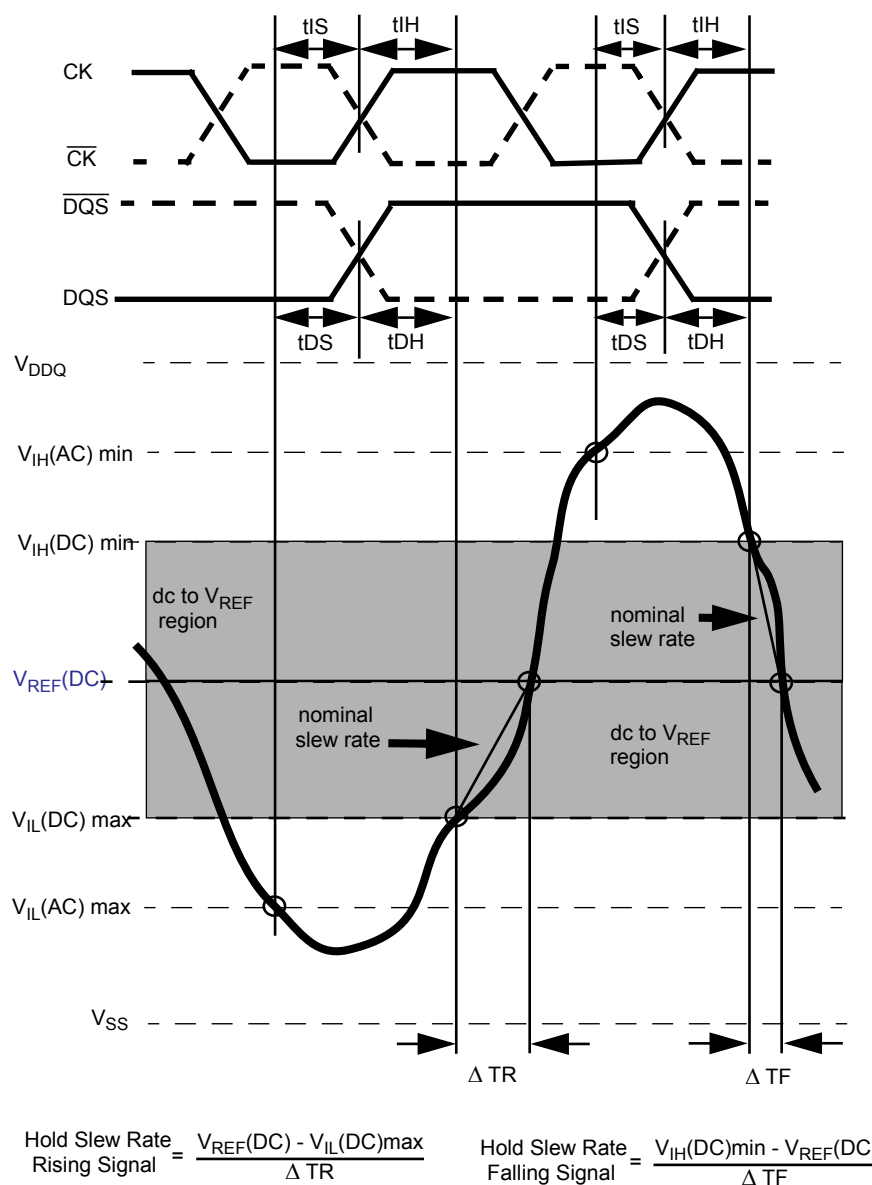 tIS tIH tIS tIH
CK
CK
DQS
DQS
tDS tDH tDS tDH
VDDQ
VIH(AC) min
VIH(DC) min
dc to VREF
region
nominal
slew rate
VREF(DC)
nominal
slew rate
dc to VREF
region
VIL(DC) max
VIL(AC) max
VSS
Δ TR Δ TF
Hold Slew Rate
Rising Signal
=
VREF(DC) - VIL(DC)max
Δ TR
Hold Slew Rate
Falling Signal
=
VIH(DC)min - VREF(DC
Δ TF